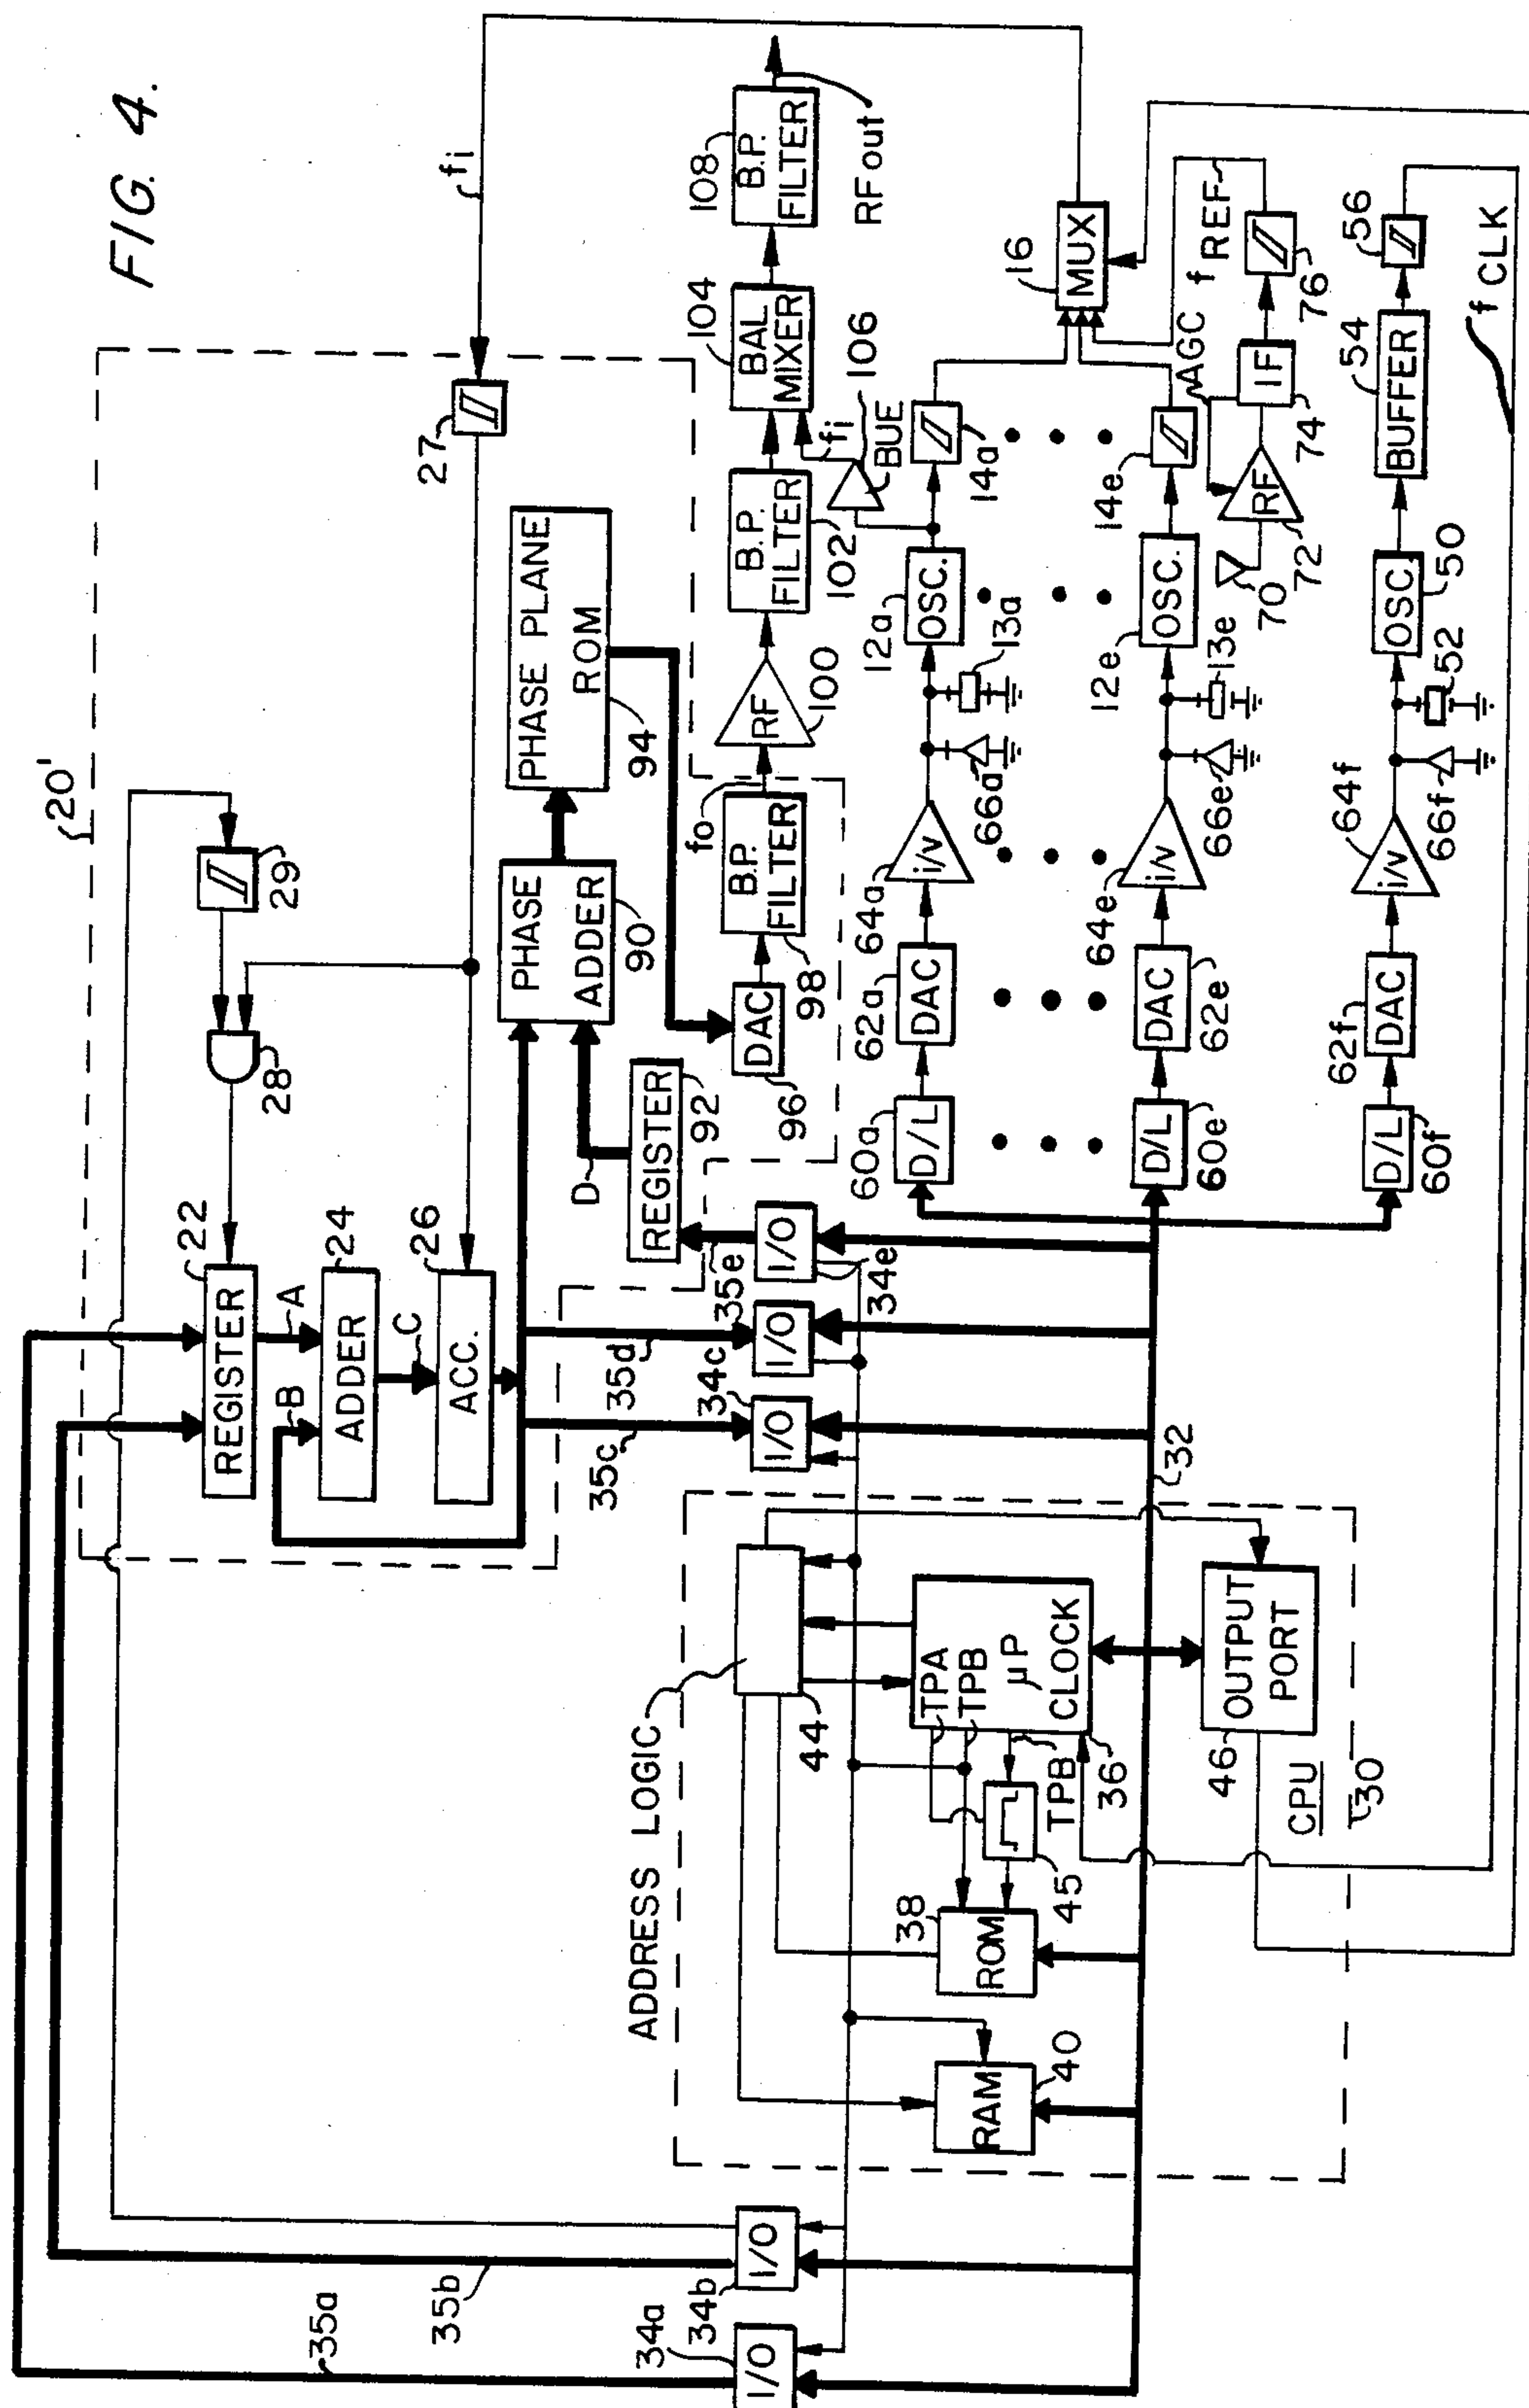 FIG. 4.
20'
fi
27
29
28
22
REGISTER
A
B
24
ADDER
C
26
ACC.
PHASE
ADDER
90
PHASE PLANE
ROM
94
D
REGISTER
92
DAC
96
B.P.
FILTER
98
fo
RF
100
B.P.
FILTER
102
BAL
MIXER
104
fi
106
BUE
B.P.
FILTER
108
RF out
35a
35b
35c
35d
35e
34a
I/O
34b
I/O
34c
I/O
I/O
I/O
34e
ADDRESS LOGIC
44
TPA
TPB
µP
CLOCK
36
TPB
45
38
ROM
RAM
40
OUTPUT
PORT
46
CPU
30
32
60a
D/L
62a
DAC
64a
i/v
66a
13a
12a
OSC.
14a
60e
D/L
62e
DAC
64e
i/v
66e
13e
12e
OSC.
14e
16
MUX
70
RF
72
AGC
IF
74
76
f REF
60f
D/L
62f
DAC
64f
i/v
66f
52
OSC.
50
54
BUFFER
56
f CLK